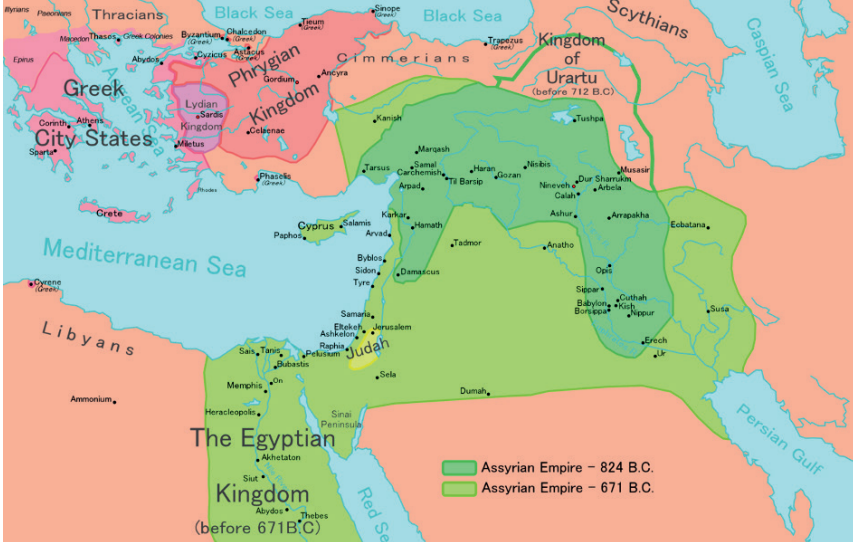 Illyrians
Paeonians
Thracians
Black Sea
Chalcedon
(Greek)
Tieum
(Greek)
Sinope
(Greek)
Black Sea
Scythians
Caspian Sea
Macedon
Thasos
Greek Colonies
Byzantium
(Greek)
Astacus
(Greek)
Trapezus
(Greek)
Kingdom
of
Urartu
(before 712 B.C)
Epirus
Abydos
Cyzicus
Phrygian
Kingdom
Cimmerians
Gordium
Ancyra
Greek
City States
Aegean Sea
Lydian
Kingdom
Sardis
Celaenae
Kanish
Tushpa
Corinth
Athens
Sparta
Miletus
Marqash
Tarsus
Samal
Carchemish
Haran
Gozan
Nisibis
Musasir
Til Barsip
Arpad
Dur Sharrukin
Nineveh
Arbela
Calah
Phaselis
(Greek)
Rhodes
Crete
Karkar
Hamath
Ashur
Arrapakha
Ecbatana
Cyprus
Salamis
Paphos
Arvad
Tadmor
Anatho
Mediterranean Sea
Byblos
Sidon
Damascus
Opis
Tyre
Sippar
Cyrene
(Greek)
Cuthah
Babylon
Kish
Borsippa
Nippur
Susa
Samaria
Eltekeh
Jerusalem
Ashkelon
Raphia
Judah
Erech
Ur
Libyans
Sais
Tanis
Pelusium
Bubastis
Sela
Memphis
On
Dumah
Ammonium
Heracleopolis
Sinai
Peninsula
Persian Gulf
The Egyptian
Kingdom
(before 671B.C)
Akhetaton
Siut
Abydos
Thebes
Red Se
Assyrian Empire - 824 B.C.
Assyrian Empire - 671 B.C.